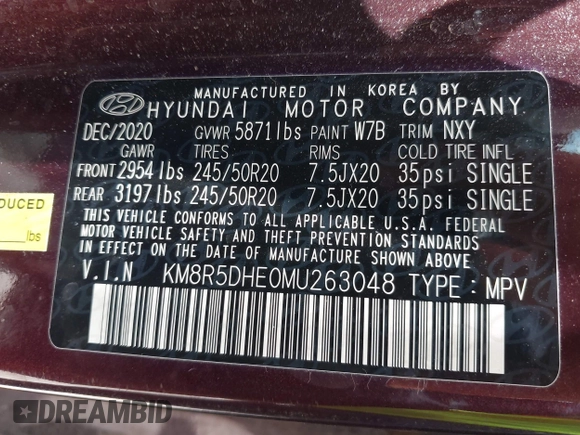 MANUFACTURED IN KOREA BY
HYUNDAI MOTOR COMPANY
DEC/2020 GVWR 5871lbs PAINT W7B TRIM NXY
GAWR TIRES RIMS COLD TIRE INFL
FRONT 2954lbs 245/50R20 7.5JX20 35psi SINGLE
REAR 3197lbs 245/50R20 7.5JX20 35psi SINGLE
THIS VEHICLE CONFORMS TO ALL APPLICABLE U.S.A. FEDERAL
MOTOR VEHICLE SAFETY AND THEFT PREVENTION STANDARDS
IN EFFECT ON THE DATE OF MANUFACTURE SHOWN ABOVE
V.I.N KM8R5DHE0MU263048 TYPE : MPV
DUCED
lbs
DREAMBID